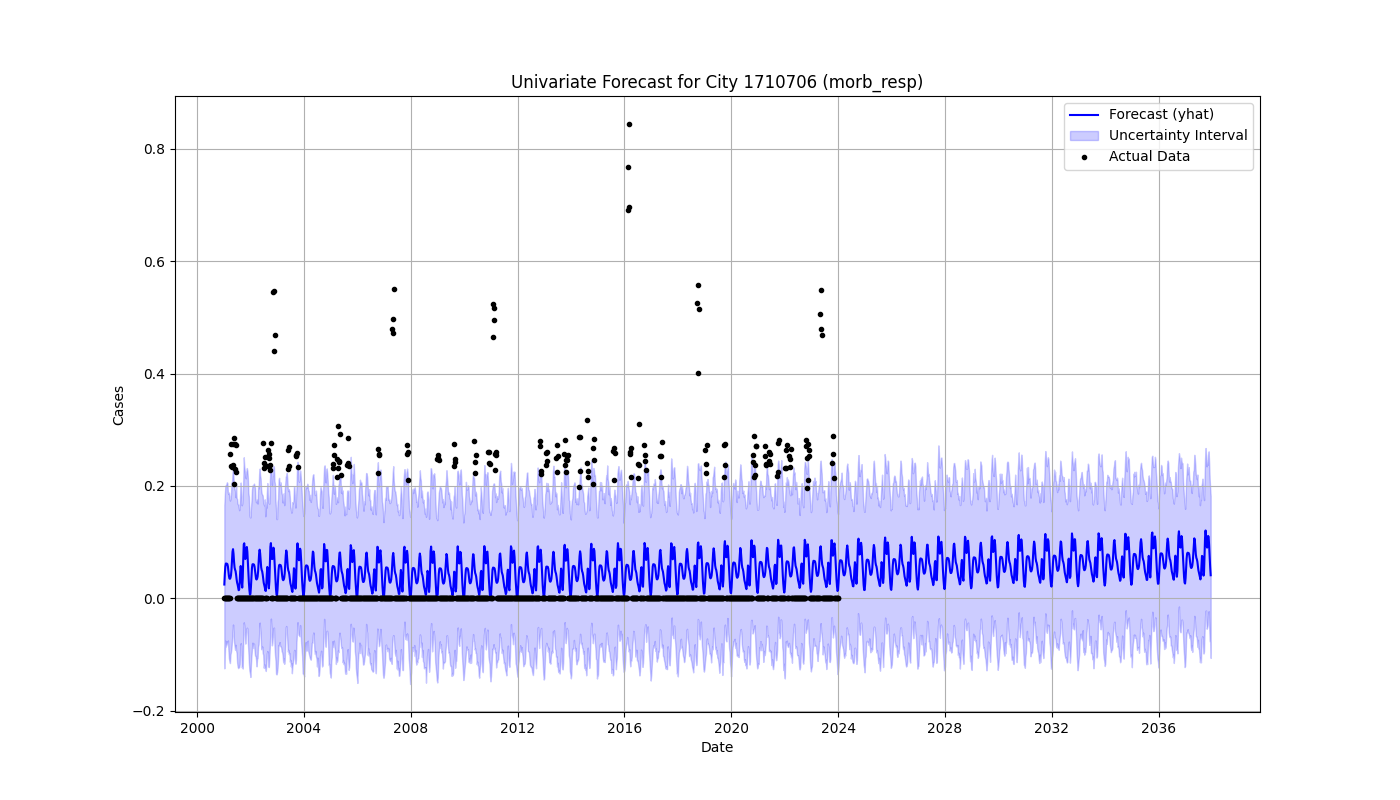 Univariate Forecast for City 1710706 (morb_resp)
Forecast (yhat)
Uncertainty Interval
Actual Data
Cases
0.8
0.6
0.4
0.2
0.0
−0.2
2000 2004 2008 2012 2016 2020 2024 2028 2032 2036
Date